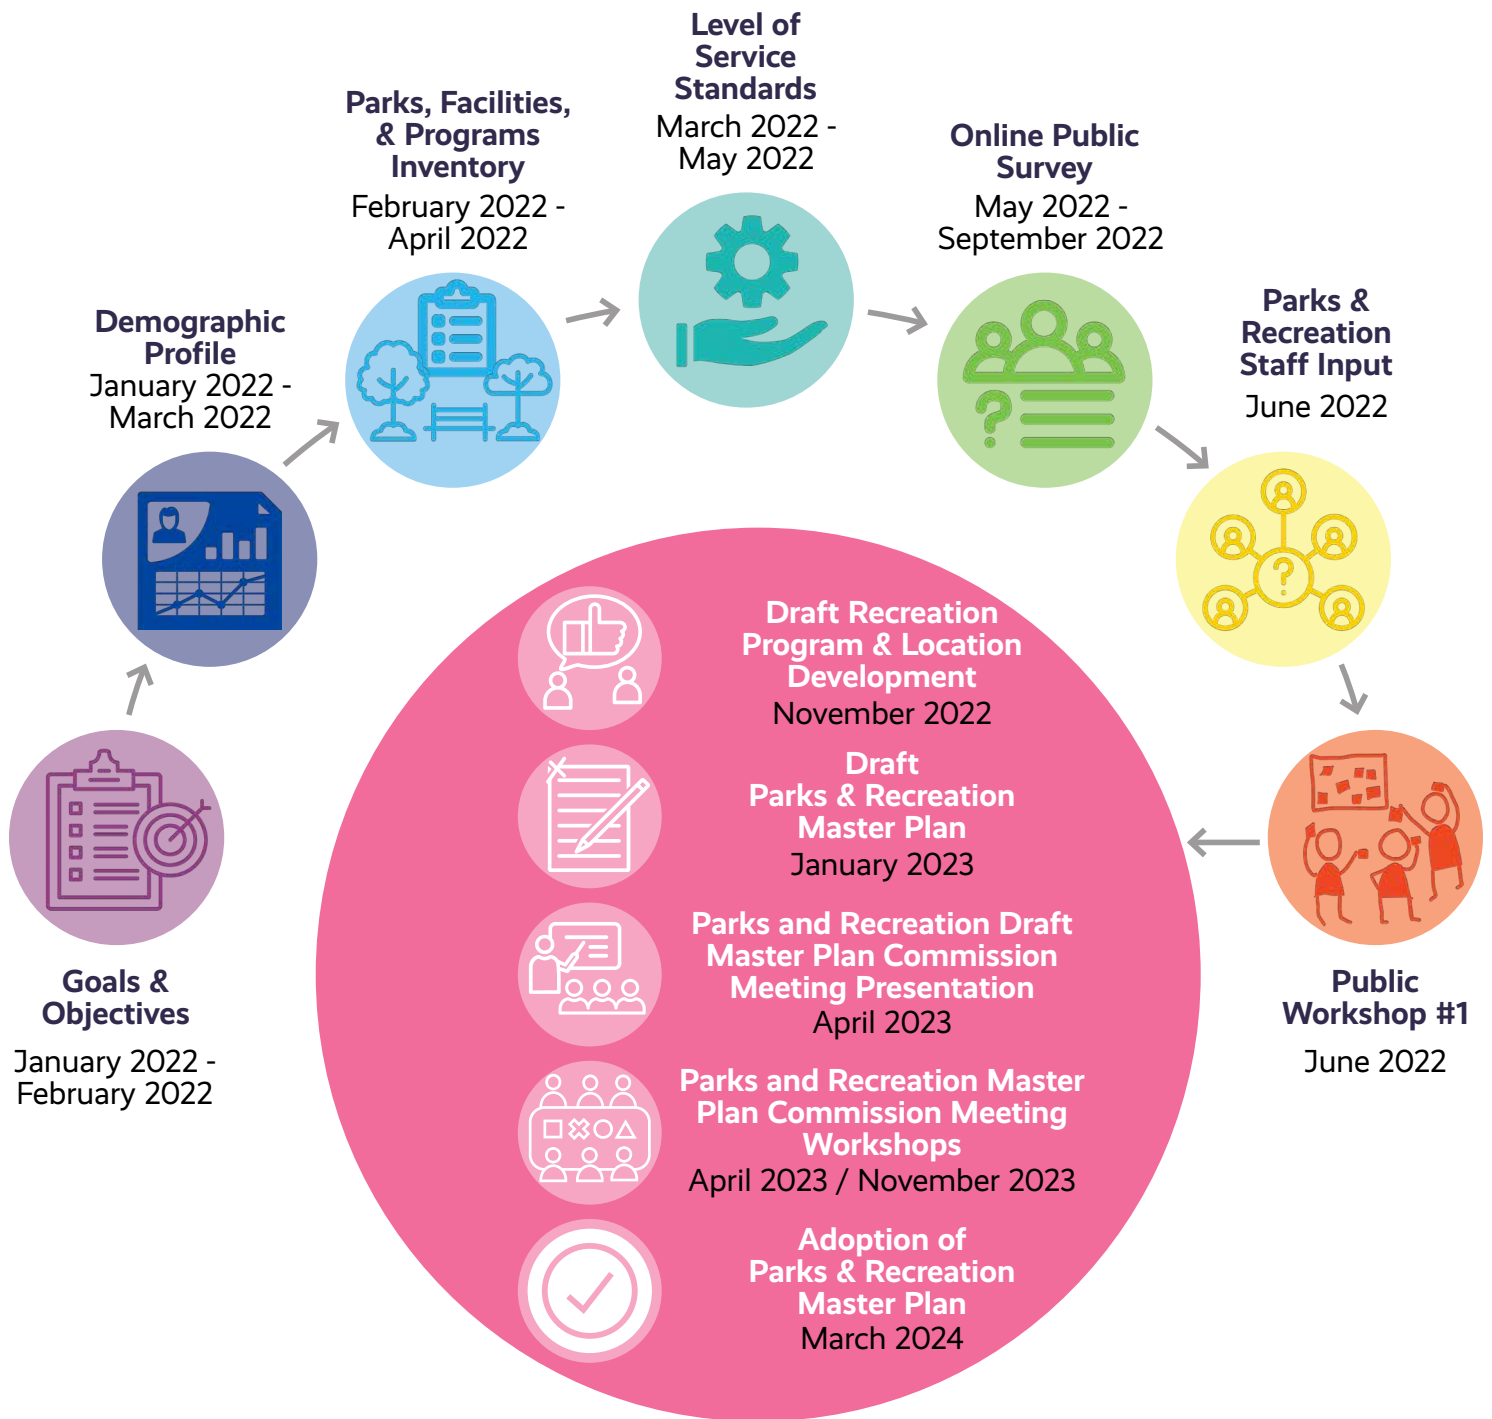 Goals &
Objectives
January 2022 -
February 2022
Demographic
Profile
January 2022 -
March 2022
Parks, Facilities,
& Programs
Inventory
February 2022 -
April 2022
Level of
Service
Standards
March 2022 -
May 2022
Online Public
Survey
May 2022 -
September 2022
?
Parks &
Recreation
Staff Input
June 2022
?
Public
Workshop #1
June 2022
Draft Recreation
Program & Location
Development
November 2022
Draft
Parks & Recreation
Master Plan
January 2023
Parks and Recreation Draft
Master Plan Commission
Meeting Presentation
April 2023
Parks and Recreation Master
Plan Commission Meeting
Workshops
April 2023 / November 2023
Adoption of
Parks & Recreation
Master Plan
March 2024